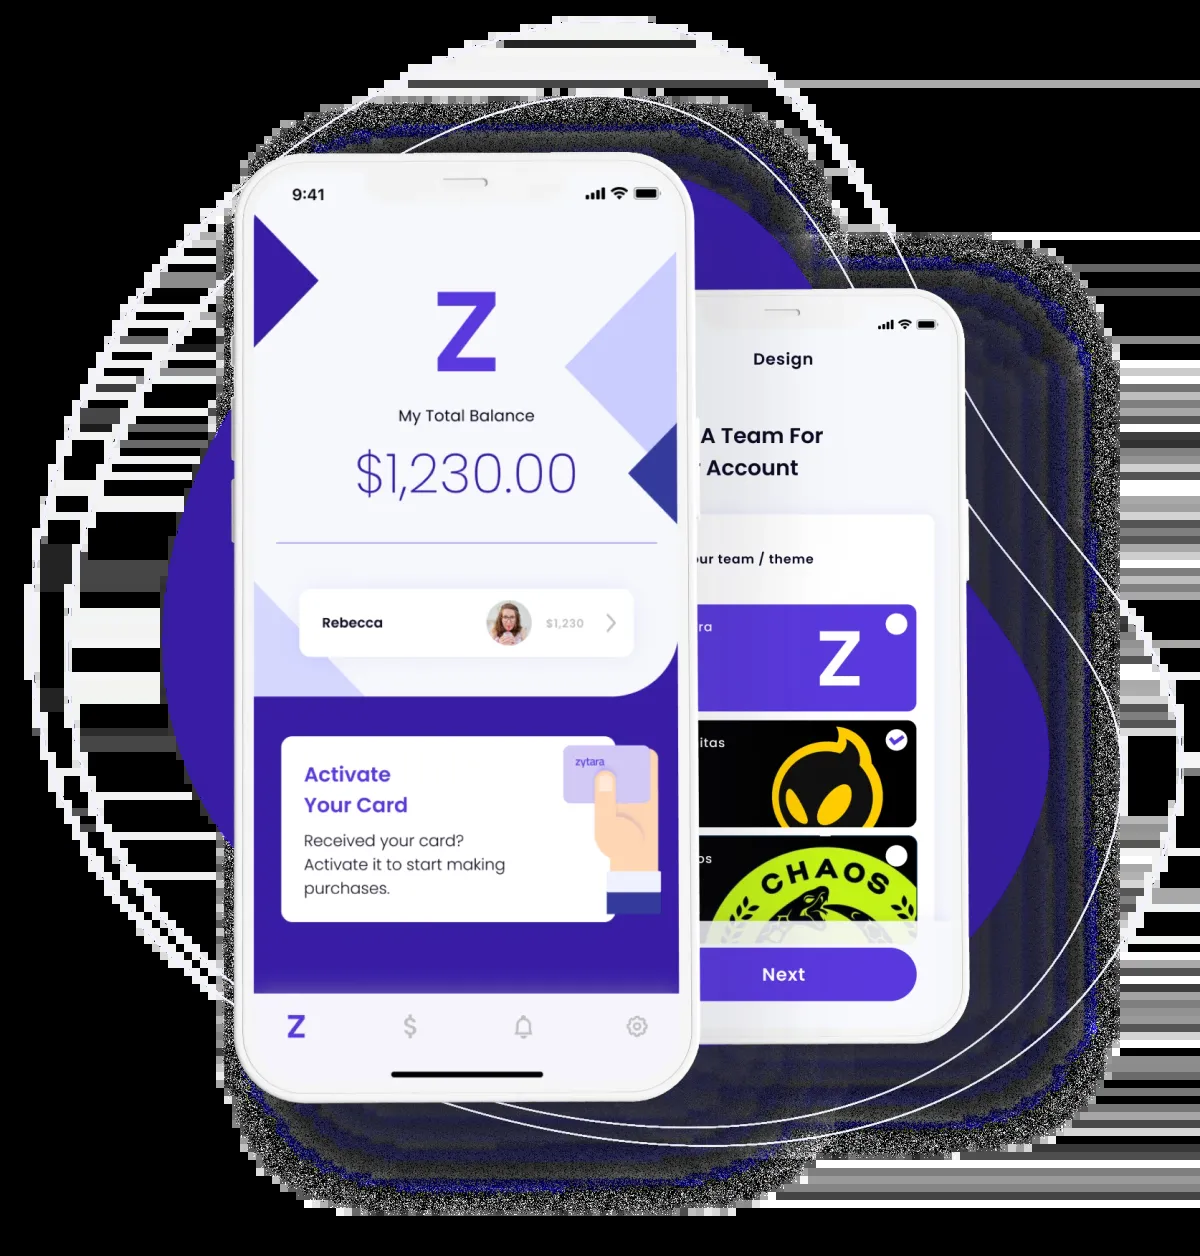 9:41
Z
My Total Balance
$1,230.00
Rebecca
$1,230
Activate
Your Card
Received your card?
Activate it to start making
purchases.
zytara
Z
$
Design
A Team For
Account
our team / theme
ra
Z
itas
os
CHAOS
Next